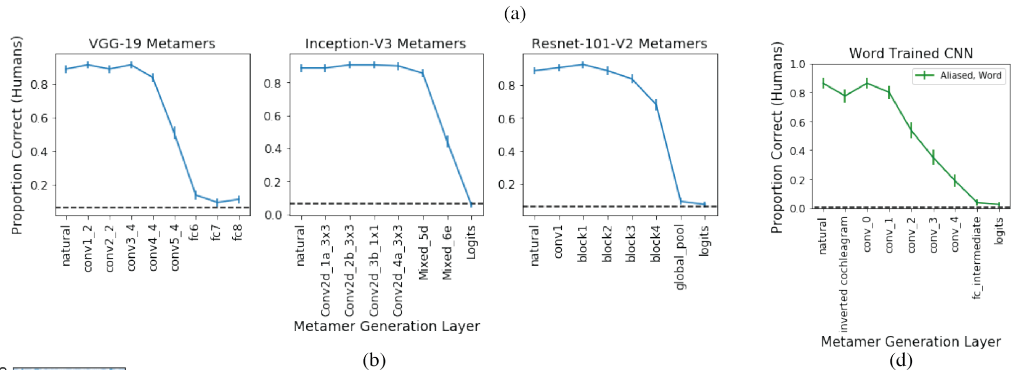 (a)
VGG-19 Metamers
Proportion Correct (Humans)
0.8
0.6
0.4
0.2
natural
conv1_2
conv2_2
conv3_4
conv4_4
conv5_4
fc6
fc7
fc8
Inception-V3 Metamers
0.8
0.6
0.4
0.2
0.0
natural
Conv2d_1a_3x3
Conv2d_2b_3x3
Conv2d_3b_1x1
Conv2d_4a_3x3
Mixed_5d
Mixed_6e
Logits
Metamer Generation Layer
Resnet-101-V2 Metamers
0.8
0.6
0.4
0.2
natural
conv1
block1
block2
block3
block4
global_pool
logits
(b)
Word Trained CNN
Proportion Correct (Humans)
1.0
0.8
0.6
0.4
0.2
0.0
Aliased, Word
natural
inverted cochleagram
conv_0
conv_1
conv_2
conv_3
conv_4
fc_intermediate
logits
Metamer Generation Layer
(d)